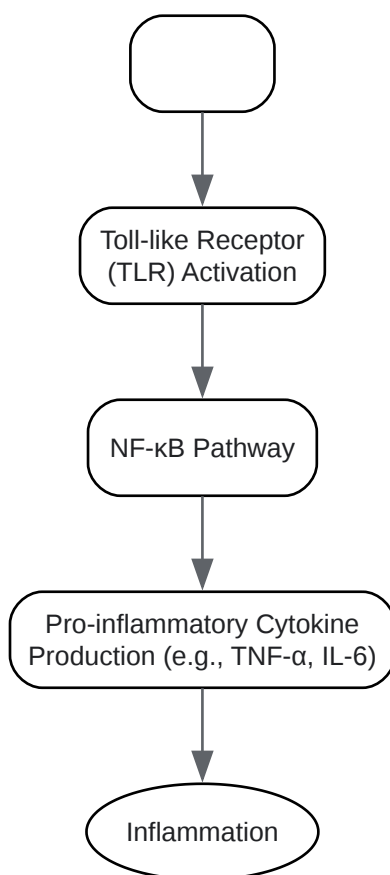 Toll-like Receptor
(TLR) Activation
NF-κB Pathway
Pro-inflammatory Cytokine
Production (e.g., TNF-α, IL-6)
Inflammation